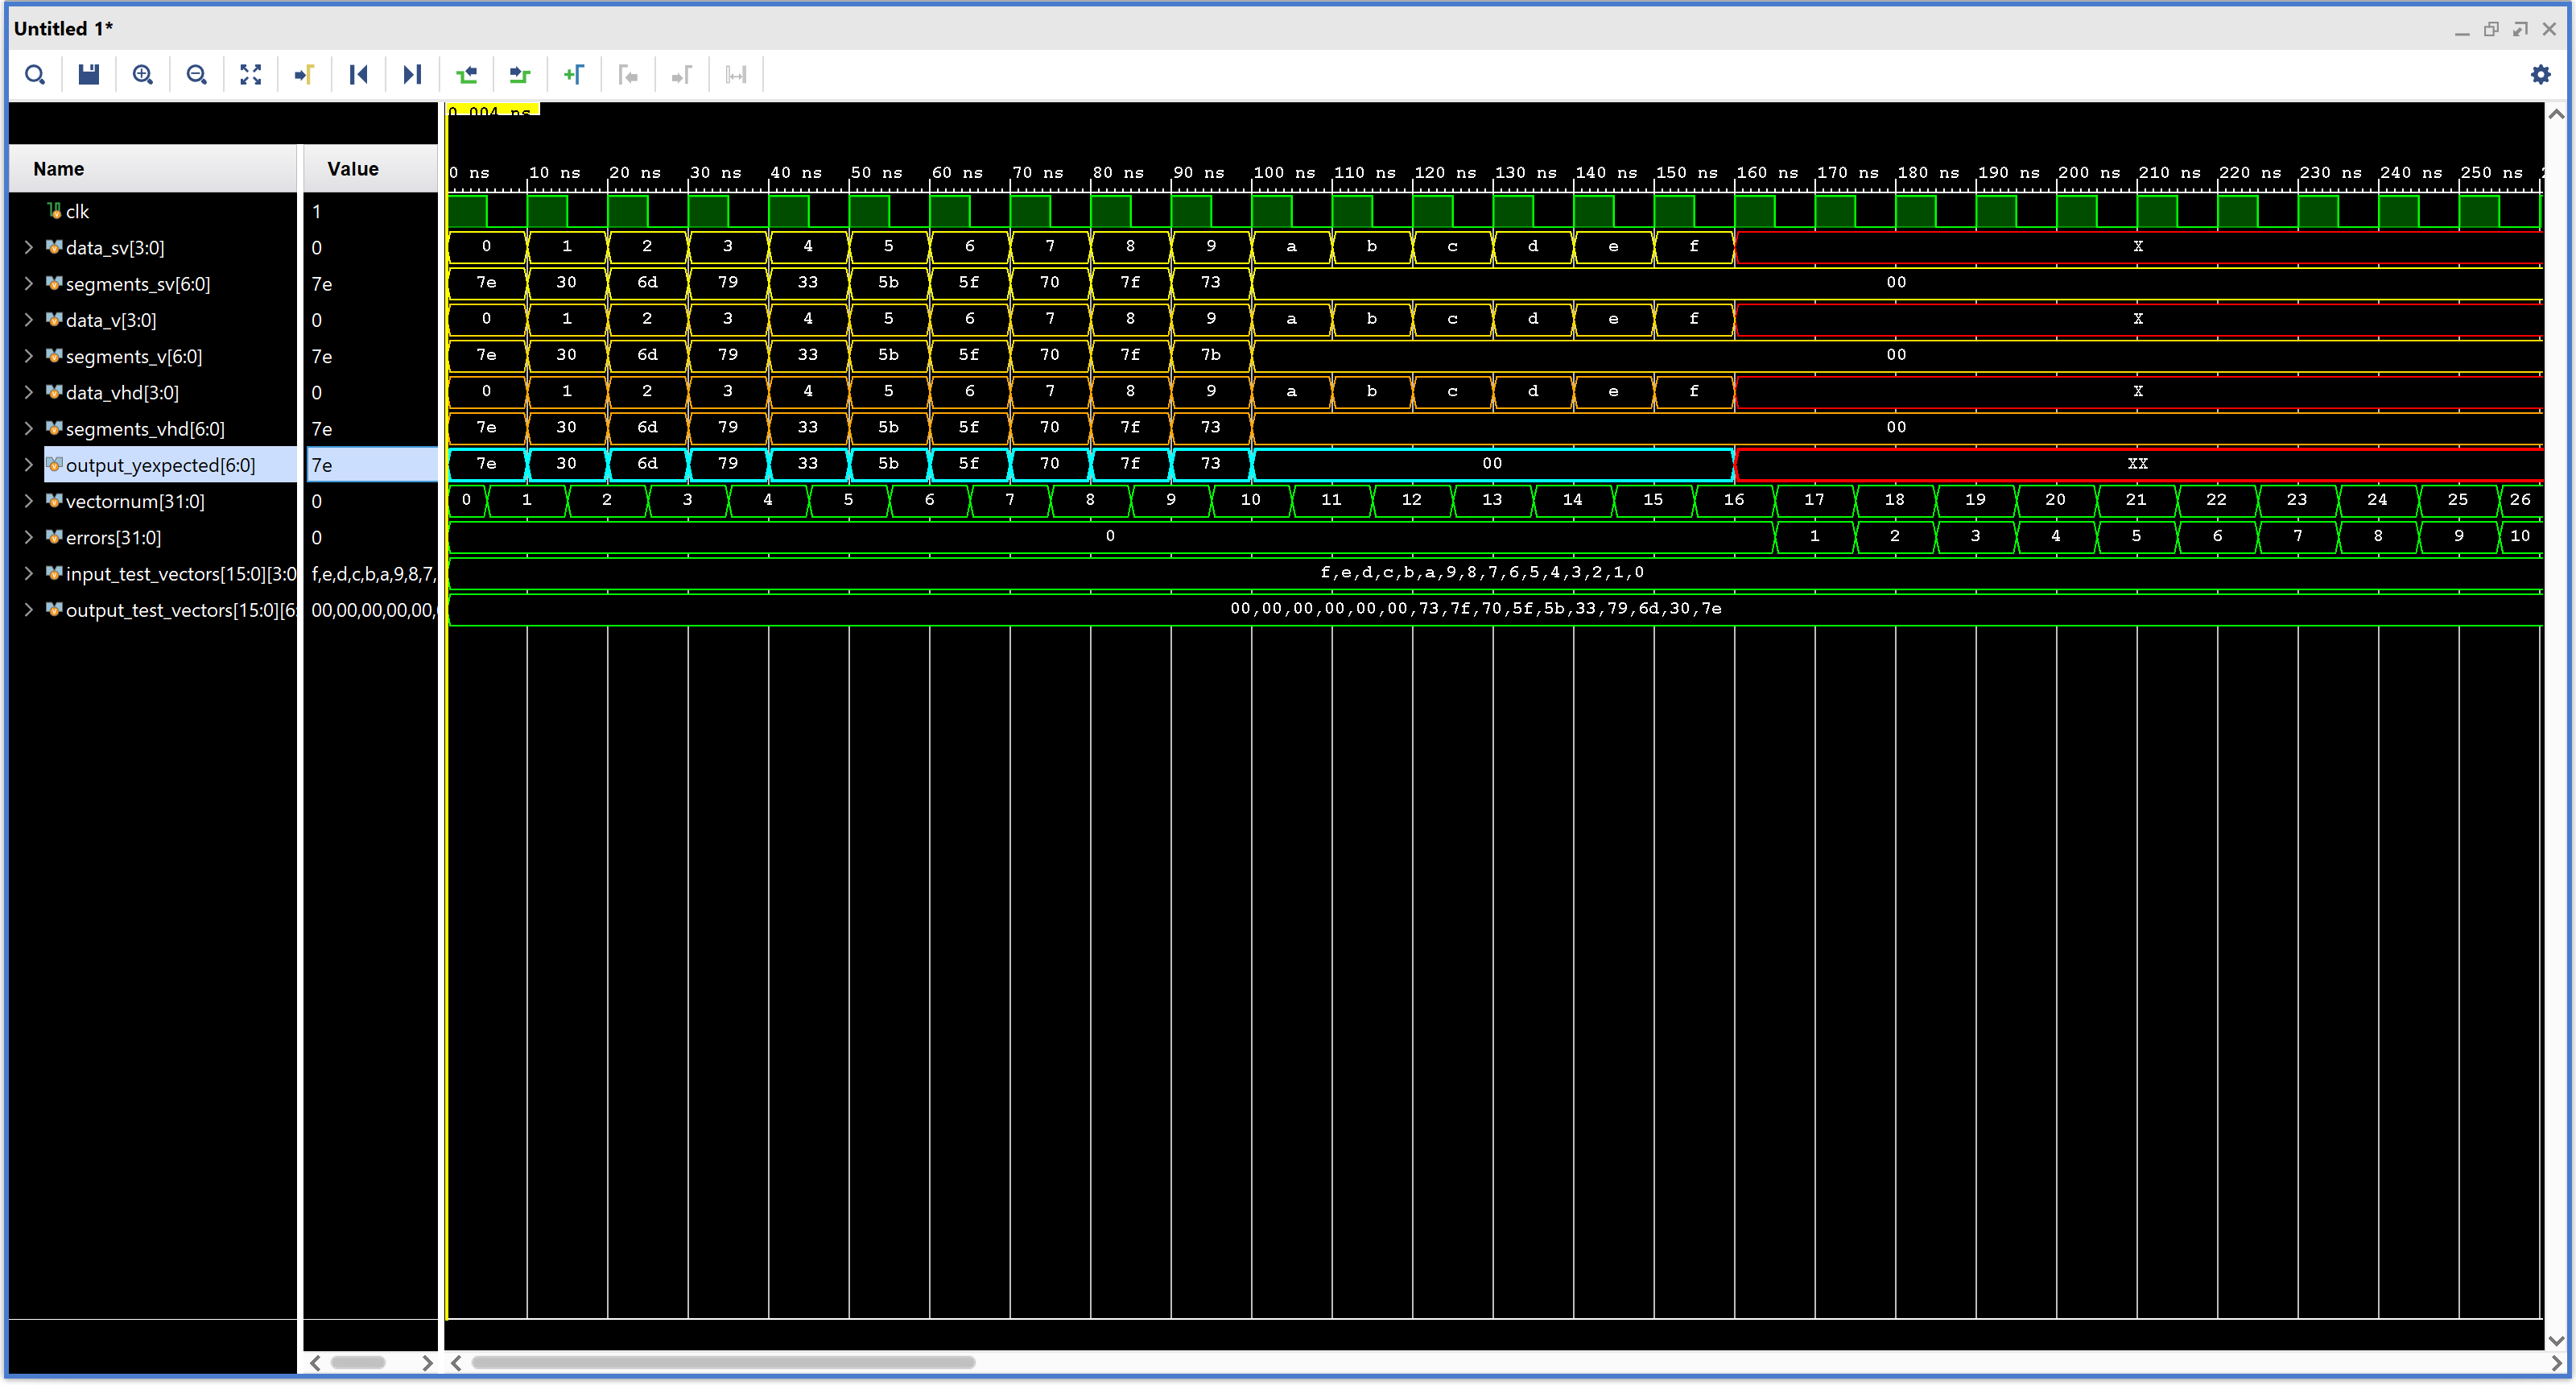 Untitled 1*
0.004 ns
Name Value
0 ns 10 ns 20 ns 30 ns 40 ns 50 ns 60 ns 70 ns 80 ns 90 ns 100 ns 110 ns 120 ns 130 ns 140 ns 150 ns 160 ns 170 ns 180 ns 190 ns 200 ns 210 ns 220 ns 230 ns 240 ns 250 ns
clk 1
data_sv[3:0] 0 0 1 2 3 4 5 6 7 8 9 a b c d e f X
segments_sv[6:0] 7e 7e 30 6d 79 33 5b 5f 70 7f 73 00
data_v[3:0] 0 0 1 2 3 4 5 6 7 8 9 a b c d e f X
segments_v[6:0] 7e 7e 30 6d 79 33 5b 5f 70 7f 7b 00
data_vhd[3:0] 0 0 1 2 3 4 5 6 7 8 9 a b c d e f X
segments_vhd[6:0] 7e 7e 30 6d 79 33 5b 5f 70 7f 73 00
output_yexpected[6:0] 7e 7e 30 6d 79 33 5b 5f 70 7f 73 00 XX
vectornum[31:0] 0 0 1 2 3 4 5 6 7 8 9 10 11 12 13 14 15 16 17 18 19 20 21 22 23 24 25 26
errors[31:0] 0 0 1 2 3 4 5 6 7 8 9 10
input_test_vectors[15:0][3:0 f,e,d,c,b,a,9,8,7, f,e,d,c,b,a,9,8,7,6,5,4,3,2,1,0
output_test_vectors[15:0][6: 00,00,00,00,00, 00,00,00,00,00,00,73,7f,70,5f,5b,33,79,6d,30,7e